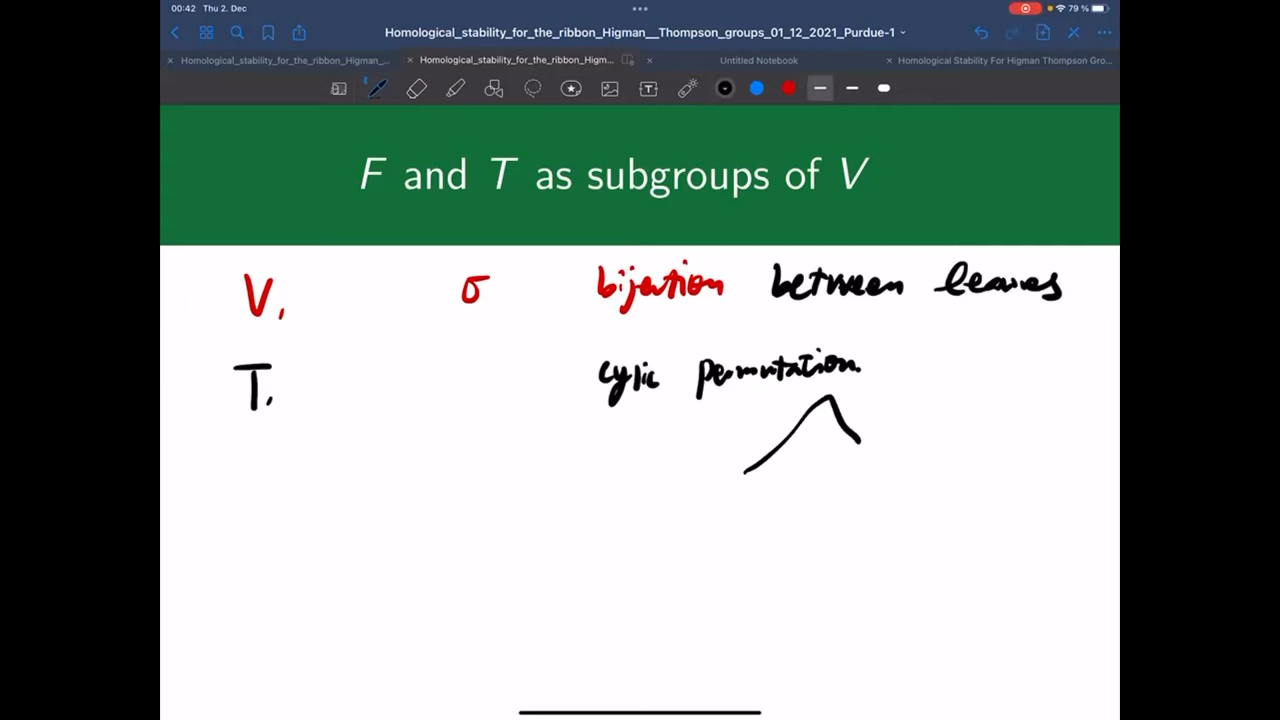 00:42 Thu 2. Dec
79 %
Homological_stability_for_the_ribbon_Higman__Thompson_groups_01_12_2021_Purdue-1
Homological_stability_for_the_ribbon_Higman_...
Homological_stability_for_the_ribbon_Higm...
Untitled Notebook
Homological Stability For Higman Thompson Gro...
F and T as subgroups of V
V, σ bijection between leaves
T, cylic permutation.